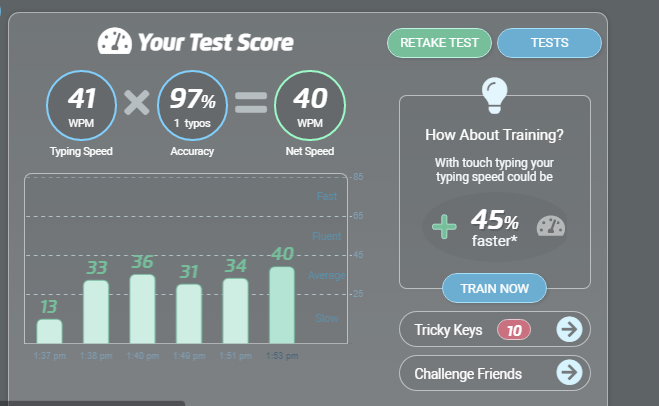 Your Test Score
RETAKE TEST
TESTS
41
WPM
97%
1 typos
40
WPM
Typing Speed
Accuracy
Net Speed
How About Training?
With touch typing your
typing speed could be
45%
faster*
TRAIN NOW
Tricky Keys 10
Challenge Friends
85
Fast
65
Fluent
45
Average
25
Slow
13
33
36
31
34
40
1:37 pm
1:38 pm
1:40 pm
1:51 pm
1:53 pm